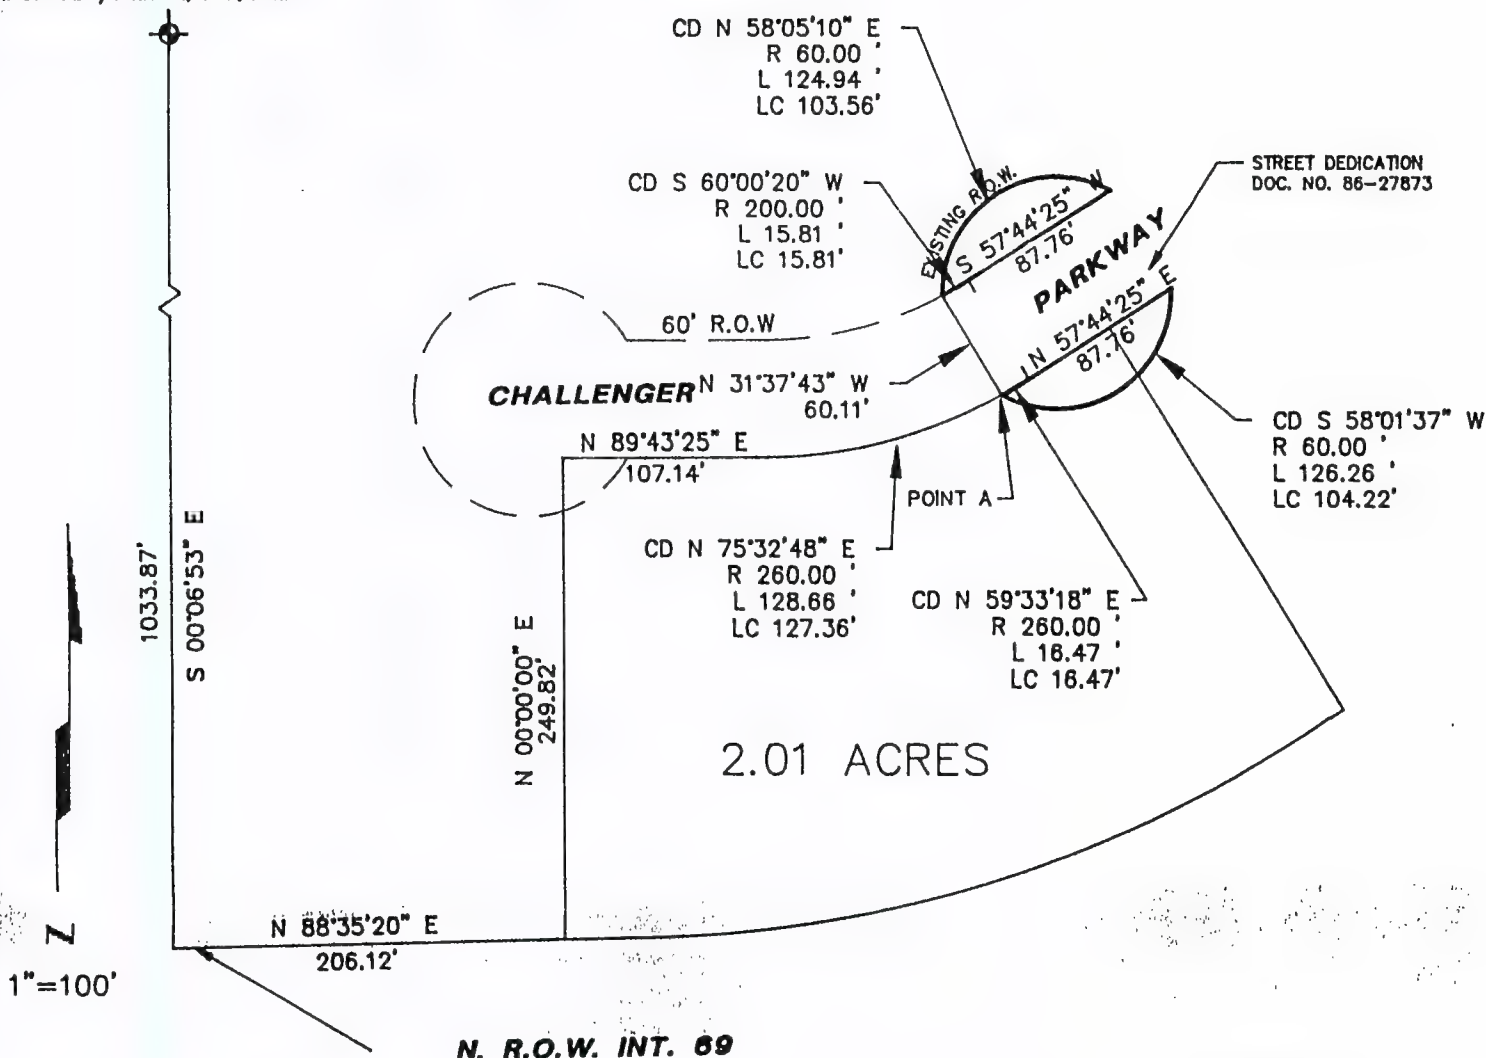 CD N 58°05'10" E
R 60.00 '
L 124.94 '
LC 103.56'
STREET DEDICATION
DOC. NO. 86-27873
CD S 60°00'20" W
R 200.00 '
L 15.81 '
LC 15.81'
EXISTING R.O.W.
S 57°44'25" W
87.76'
PARKWAY
N 57°44'25" E
87.76'
60' R.O.W
CHALLENGER
N 31°37'43" W
60.11'
CD S 58°01'37" W
R 60.00 '
L 126.26 '
LC 104.22'
N 89°43'25" E
107.14'
POINT A
CD N 75°32'48" E
R 260.00 '
L 128.66 '
LC 127.36'
CD N 59°33'18" E
R 260.00 '
L 16.47 '
LC 16.47'
1033.87'
S 00°06'53" E
N 00°00'00" E
249.82'
2.01 ACRES
N 88°35'20" E
206.12'
Z
1"=100'
N. R.O.W. INT. 69